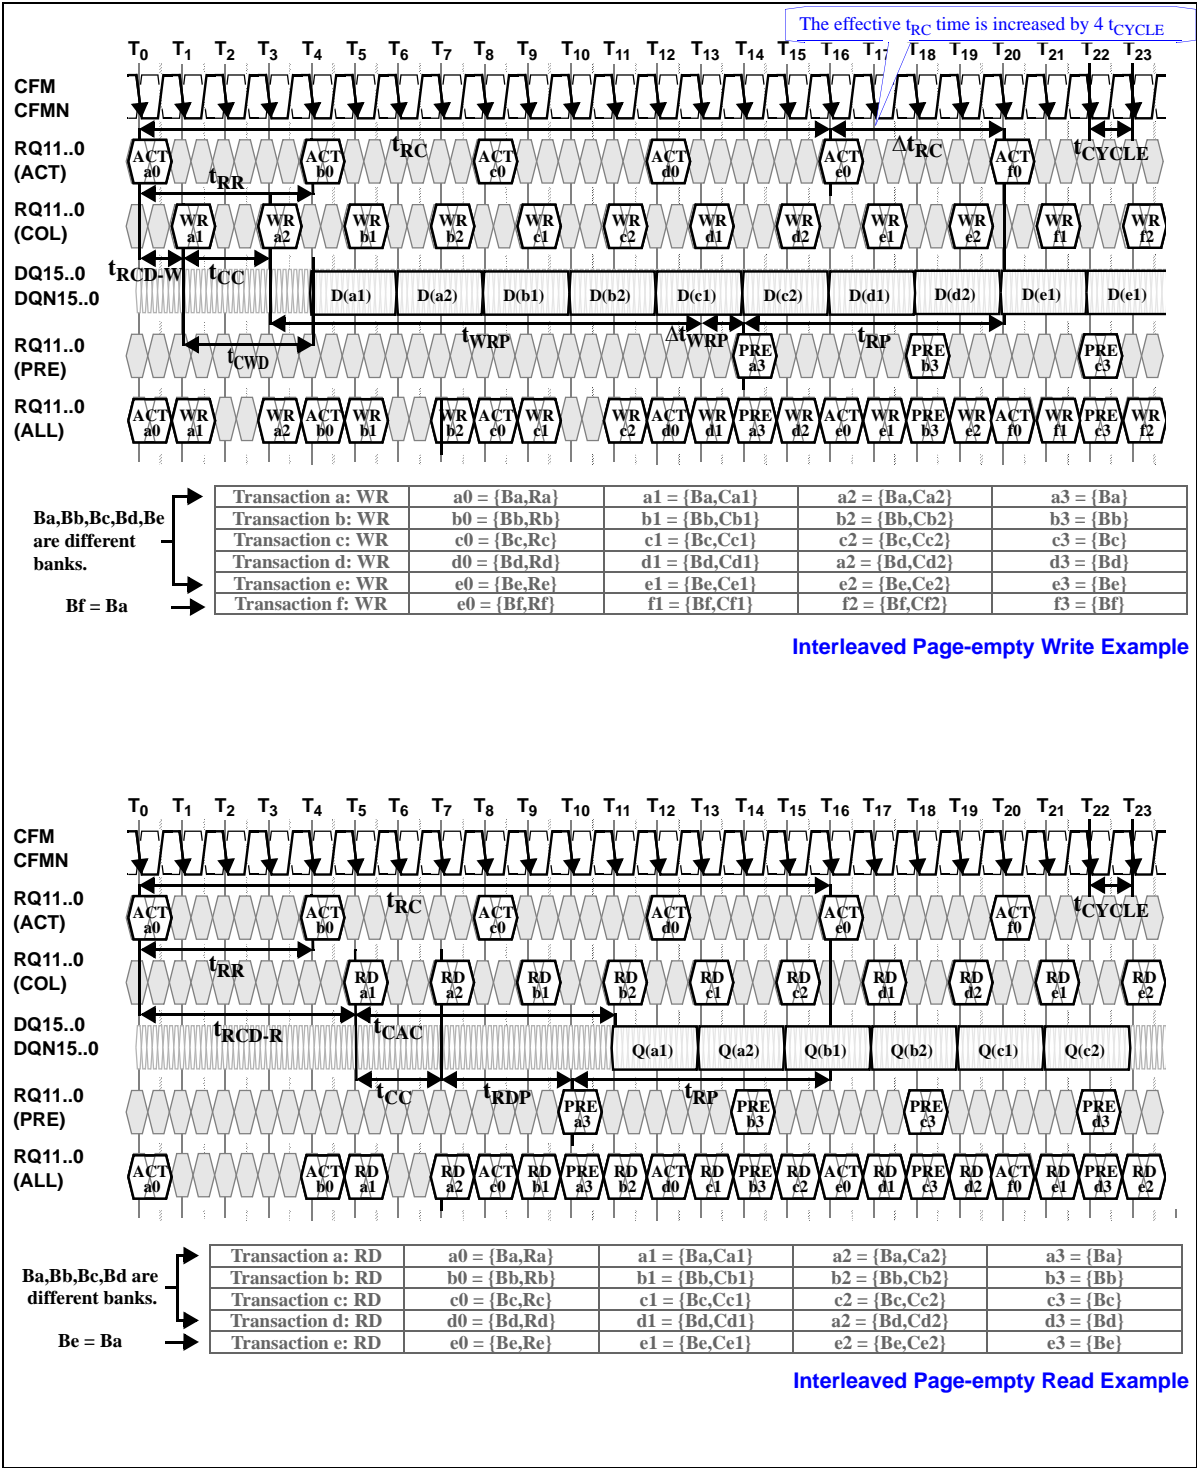 The effective tRC time is increased by 4 tCYCLE
T0 T1 T2 T3 T4 T5 T6 T7 T8 T9 T10 T11 T12 T13 T14 T15 T16 T17 T18 T19 T20 T21 T22 T23
CFM
CFMN
tRC ΔtRC tCYCLE
RQ11..0
(ACT)
ACT a0 ACT b0 ACT c0 ACT d0 ACT e0 ACT f0
tRR
RQ11..0
(COL)
WR a1 WR a2 WR b1 WR b2 WR c1 WR c2 WR d1 WR d2 WR e1 WR e2 WR f1 WR f2
tRCD-W tCC
DQ15..0
DQN15..0
D(a1) D(a2) D(b1) D(b2) D(c1) D(c2) D(d1) D(d2) D(e1) D(e1)
tCWD tWRP ΔtWRP tRP
RQ11..0
(PRE)
PRE a3 PRE b3 PRE c3
RQ11..0
(ALL)
ACT a0 WR a1 WR a2 ACT b0 WR b1 WR b2 ACT c0 WR c1 WR c2 ACT d0 WR d1 PRE a3 WR d2 ACT e0 WR e1 PRE b3 WR e2 ACT f0 WR f1 PRE c3 WR f2
Ba,Bb,Bc,Bd,Be
are different
banks.
Bf = Ba
Transaction a: WR a0 = {Ba,Ra} a1 = {Ba,Ca1} a2 = {Ba,Ca2} a3 = {Ba}
Transaction b: WR b0 = {Bb,Rb} b1 = {Bb,Cb1} b2 = {Bb,Cb2} b3 = {Bb}
Transaction c: WR c0 = {Bc,Rc} c1 = {Bc,Cc1} c2 = {Bc,Cc2} c3 = {Bc}
Transaction d: WR d0 = {Bd,Rd} d1 = {Bd,Cd1} a2 = {Bd,Cd2} d3 = {Bd}
Transaction e: WR e0 = {Be,Re} e1 = {Be,Ce1} e2 = {Be,Ce2} e3 = {Be}
Transaction f: WR e0 = {Bf,Rf} f1 = {Bf,Cf1} f2 = {Bf,Cf2} f3 = {Bf}
Interleaved Page-empty Write Example
T0 T1 T2 T3 T4 T5 T6 T7 T8 T9 T10 T11 T12 T13 T14 T15 T16 T17 T18 T19 T20 T21 T22 T23
CFM
CFMN
tRC tCYCLE
RQ11..0
(ACT)
ACT a0 ACT b0 ACT c0 ACT d0 ACT e0 ACT f0
tRR
RQ11..0
(COL)
RD a1 RD a2 RD b1 RD b2 RD c1 RD c2 RD d1 RD d2 RD e1 RD e2
tRCD-R tCAC
DQ15..0
DQN15..0
Q(a1) Q(a2) Q(b1) Q(b2) Q(c1) Q(c2)
tCC tRDP tRP
RQ11..0
(PRE)
PRE a3 PRE b3 PRE c3 PRE d3
RQ11..0
(ALL)
ACT a0 ACT b0 RD a1 RD a2 ACT c0 RD b1 PRE a3 RD b2 ACT d0 RD c1 PRE b3 RD c2 ACT e0 RD d1 PRE c3 RD d2 ACT f0 RD e1 PRE d3 RD e2
Ba,Bb,Bc,Bd are
different banks.
Be = Ba
Transaction a: RD a0 = {Ba,Ra} a1 = {Ba,Ca1} a2 = {Ba,Ca2} a3 = {Ba}
Transaction b: RD b0 = {Bb,Rb} b1 = {Bb,Cb1} b2 = {Bb,Cb2} b3 = {Bb}
Transaction c: RD c0 = {Bc,Rc} c1 = {Bc,Cc1} c2 = {Bc,Cc2} c3 = {Bc}
Transaction d: RD d0 = {Bd,Rd} d1 = {Bd,Cd1} a2 = {Bd,Cd2} d3 = {Bd}
Transaction e: RD e0 = {Be,Re} e1 = {Be,Ce1} e2 = {Be,Ce2} e3 = {Be}
Interleaved Page-empty Read Example